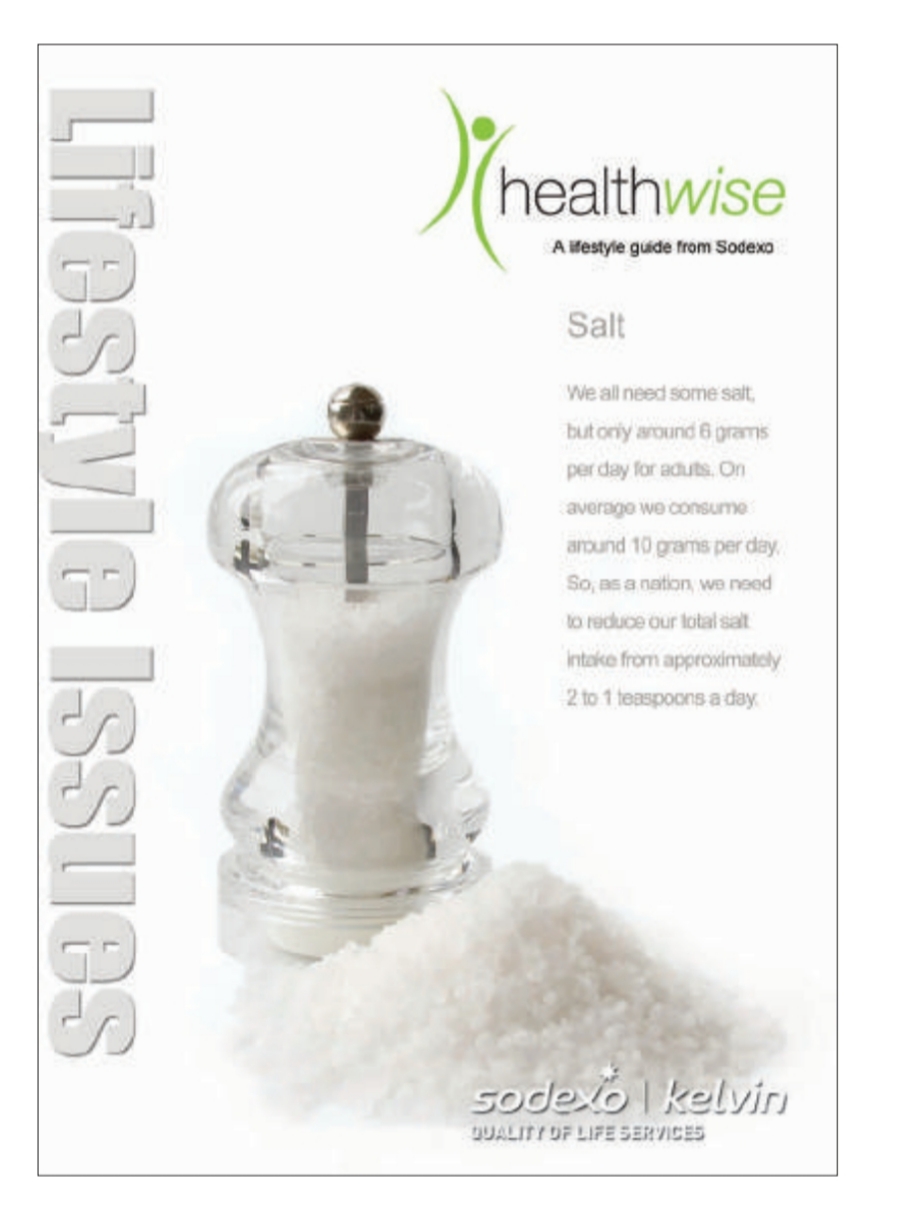 Lifestyle Issues
healthwise
A lifestyle guide from Sodexo
Salt
We all need some salt,
but only around 6 grams
per day for adults. On
average we consume
around 10 grams per day.
So, as a nation, we need
to reduce our total salt
intake from approximately
2 to 1 teaspoons a day.
sodexo | kelvin
QUALITY OF LIFE SERVICES